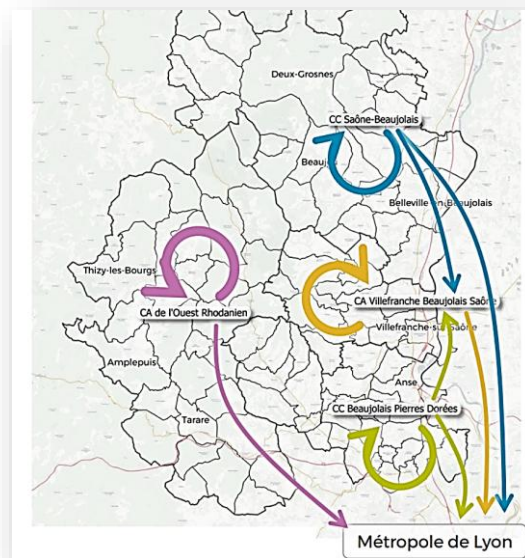 Deux-Grosnes
CC Saône-Beaujolais
Beaujeu
Belleville-en-Beaujolais
Thizy-les-Bourgs
CA de l'Ouest Rhodanien
CA Villefranche Beaujolais Saône
Villefranche-sur-Saône
Amplepuis
Anse
CC Beaujolais Pierres Dorées
Tarare
Métropole de Lyon